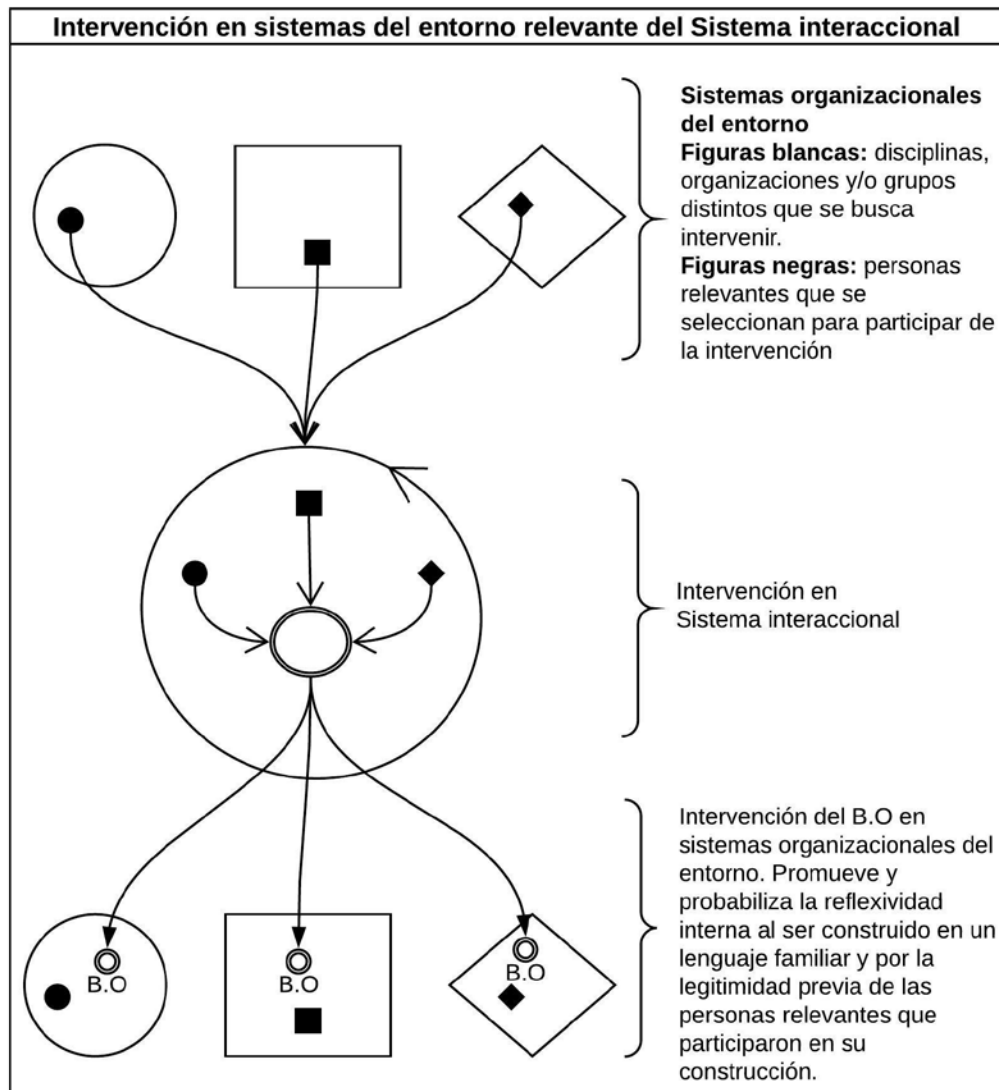 Intervención en sistemas del entorno relevante del Sistema interaccional
Sistemas organizacionales
del entorno
Figuras blancas: disciplinas,
organizaciones y/o grupos
distintos que se busca
intervenir.
Figuras negras: personas
relevantes que se
seleccionan para participar de
la intervención
Intervención en
Sistema interaccional
Intervención del B.O en
sistemas organizacionales del
entorno. Promueve y
probabiliza la reflexividad
interna al ser construido en un
lenguaje familiar y por la
legitimidad previa de las
personas relevantes que
participaron en su
construcción.
B.O
B.O
B.O